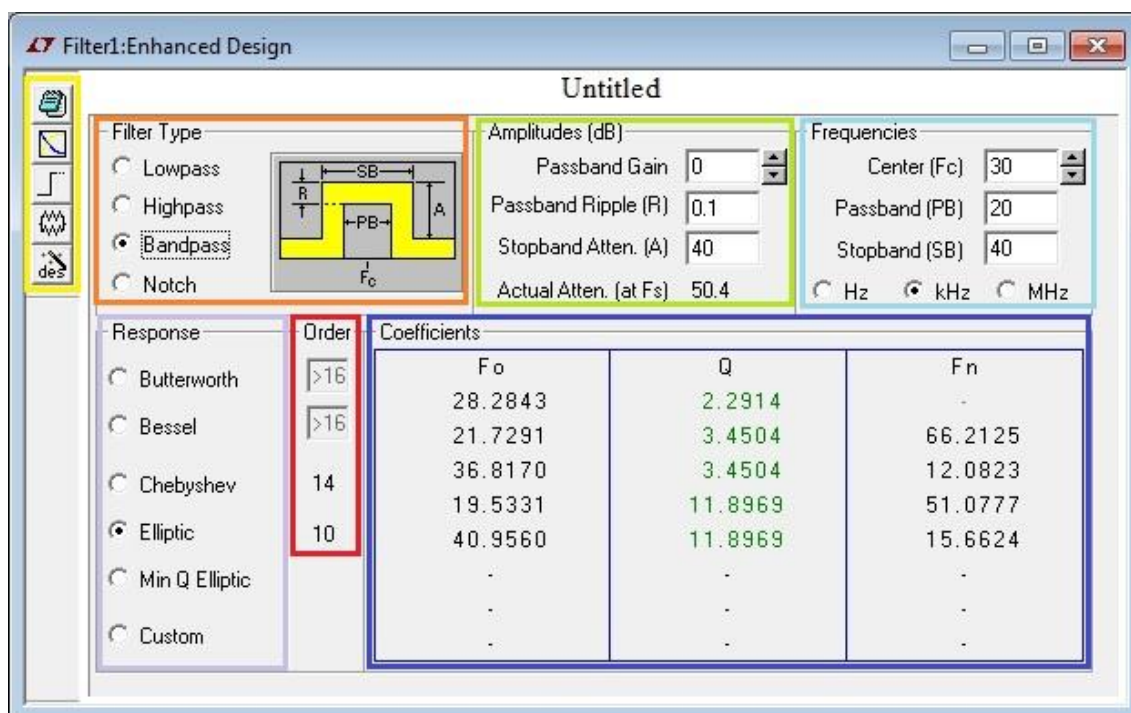 Filter1:Enhanced Design
Untitled
des
Filter Type
Lowpass
Highpass
Bandpass
Notch
SB
R
A
PB
Fc
Amplitudes (dB)
Passband Gain 0
Passband Ripple (R) 0.1
Stopband Atten. (A) 40
Actual Atten. (at Fs) 50.4
Frequencies
Center (Fc) 30
Passband (PB) 20
Stopband (SB) 40
Hz kHz MHz
Response
Butterworth
Bessel
Chebyshev
Elliptic
Min Q Elliptic
Custom
Order
>16
>16
14
10
Coefficients
Fo Q Fn
28.2843 2.2914 -
21.7291 3.4504 66.2125
36.8170 3.4504 12.0823
19.5331 11.8969 51.0777
40.9560 11.8969 15.6624
- - -
- - -
- - -